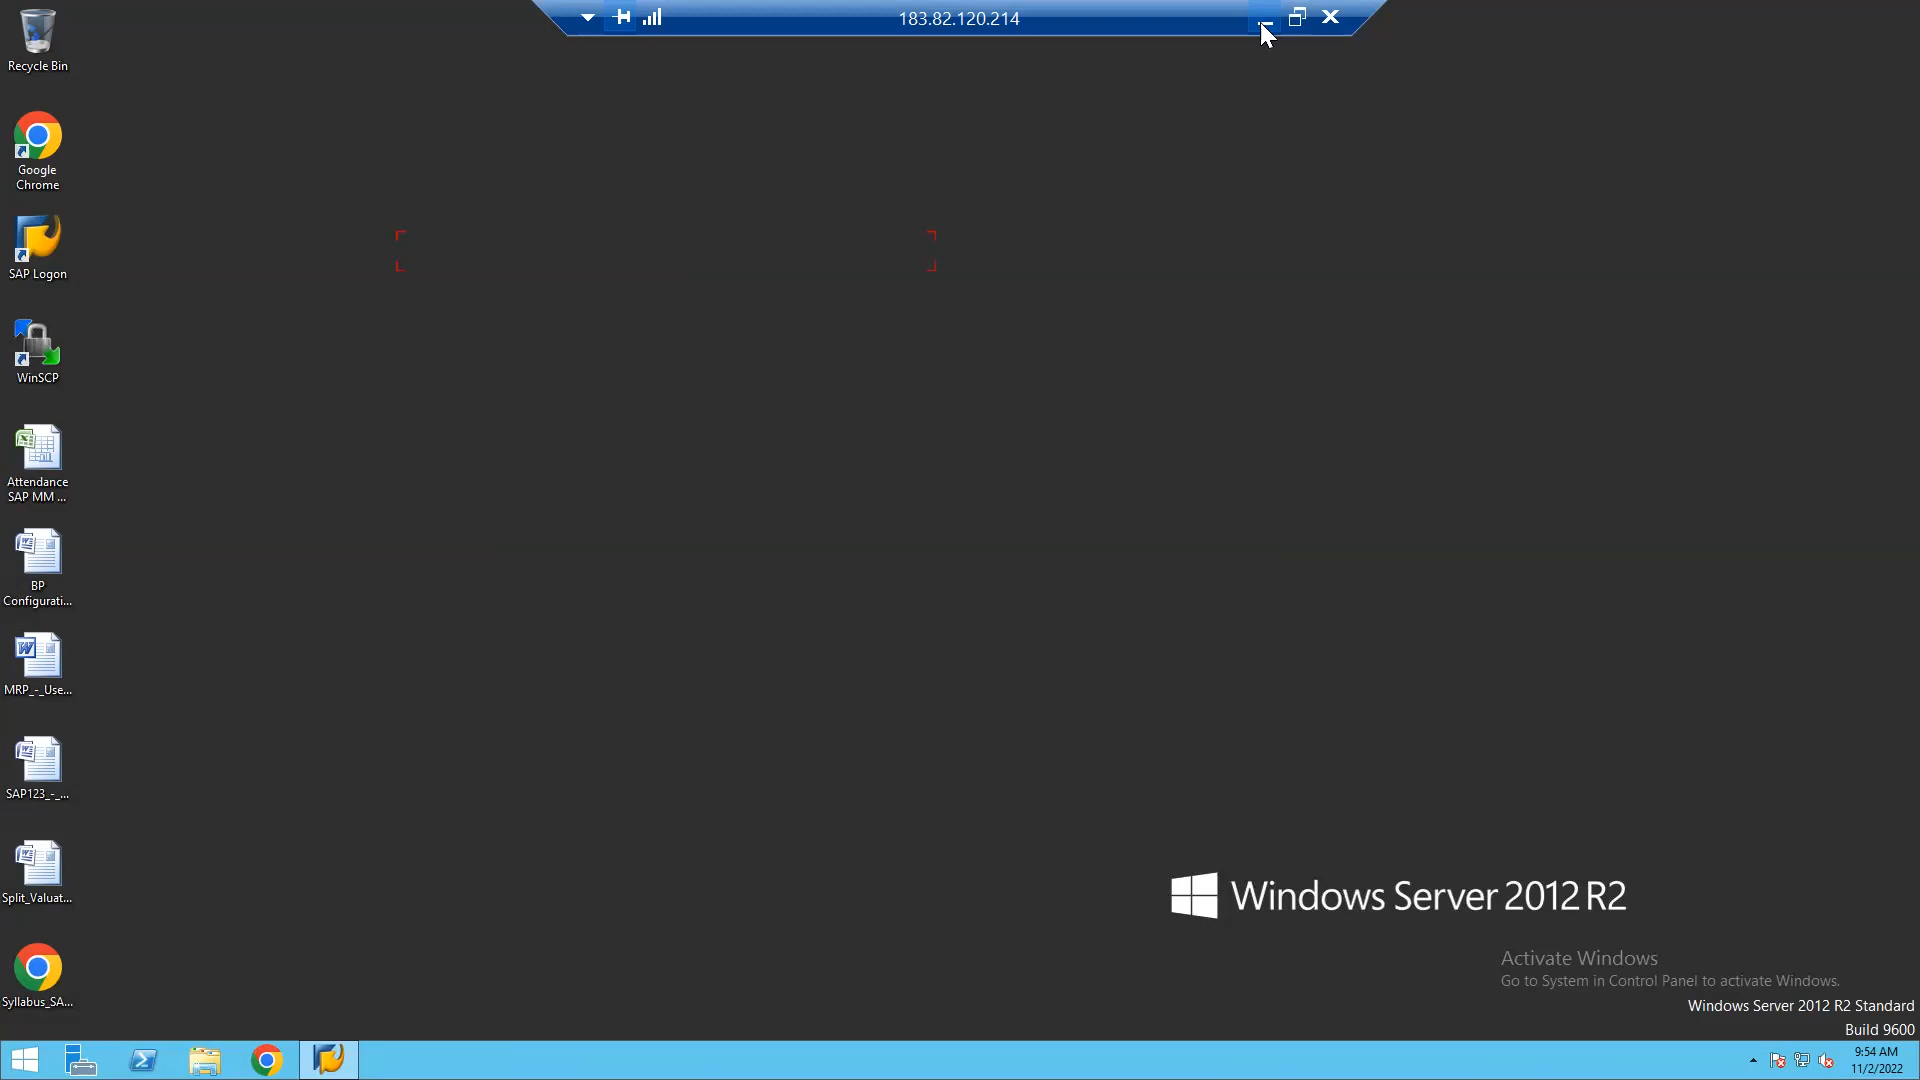 183.82.120.214
Recycle Bin
Google
Chrome
SAP Logon
WinSCP
Attendance
SAP MM ...
BP
Configurati...
MRP_-_Use...
SAP123_-_...
Split_Valuat...
Syllabus_SA...
Windows Server 2012 R2
Activate Windows
Go to System in Control Panel to activate Windows.
Windows Server 2012 R2 Standard
Build 9600
9:54 AM
11/2/2022